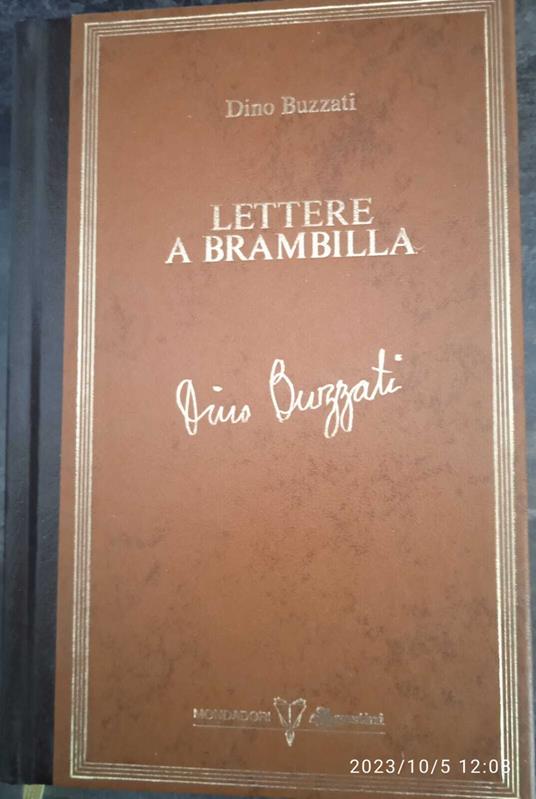 Dino Buzzati
LETTERE
A BRAMBILLA
Dino Buzzati
MONDADORI
2023/10/5 12:03